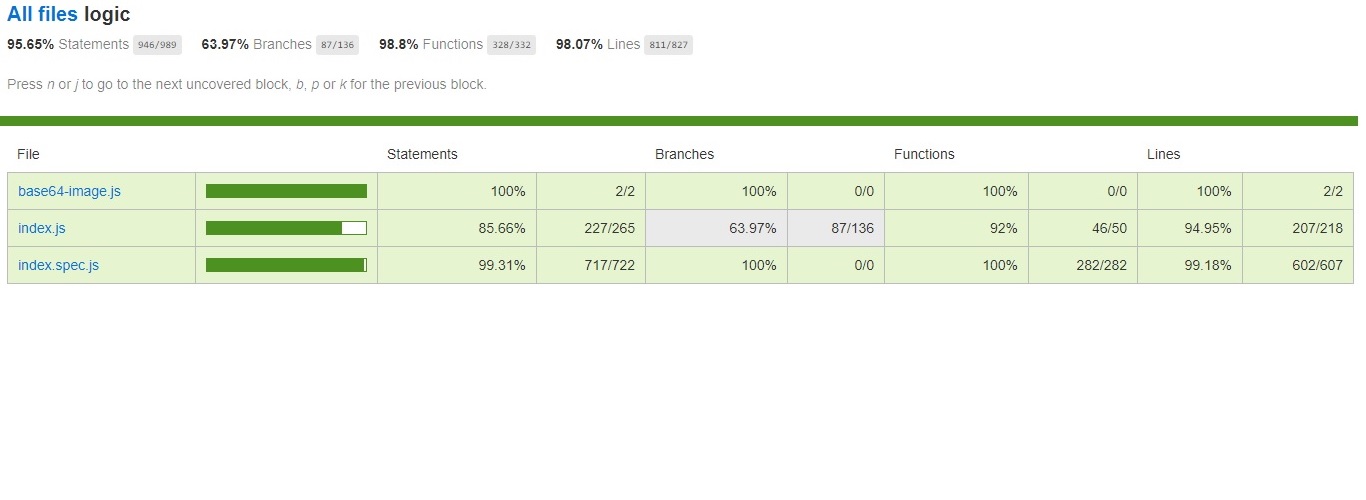 All files logic
95.65% Statements 946/989 63.97% Branches 87/136 98.8% Functions 328/332 98.07% Lines 811/827
Press n or j to go to the next uncovered block, b, p or k for the previous block.
File Statements Branches Functions Lines
base64-image.js 100% 2/2 100% 0/0 100% 0/0 100% 2/2
index.js 85.66% 227/265 63.97% 87/136 92% 46/50 94.95% 207/218
index.spec.js 99.31% 717/722 100% 0/0 100% 282/282 99.18% 602/607